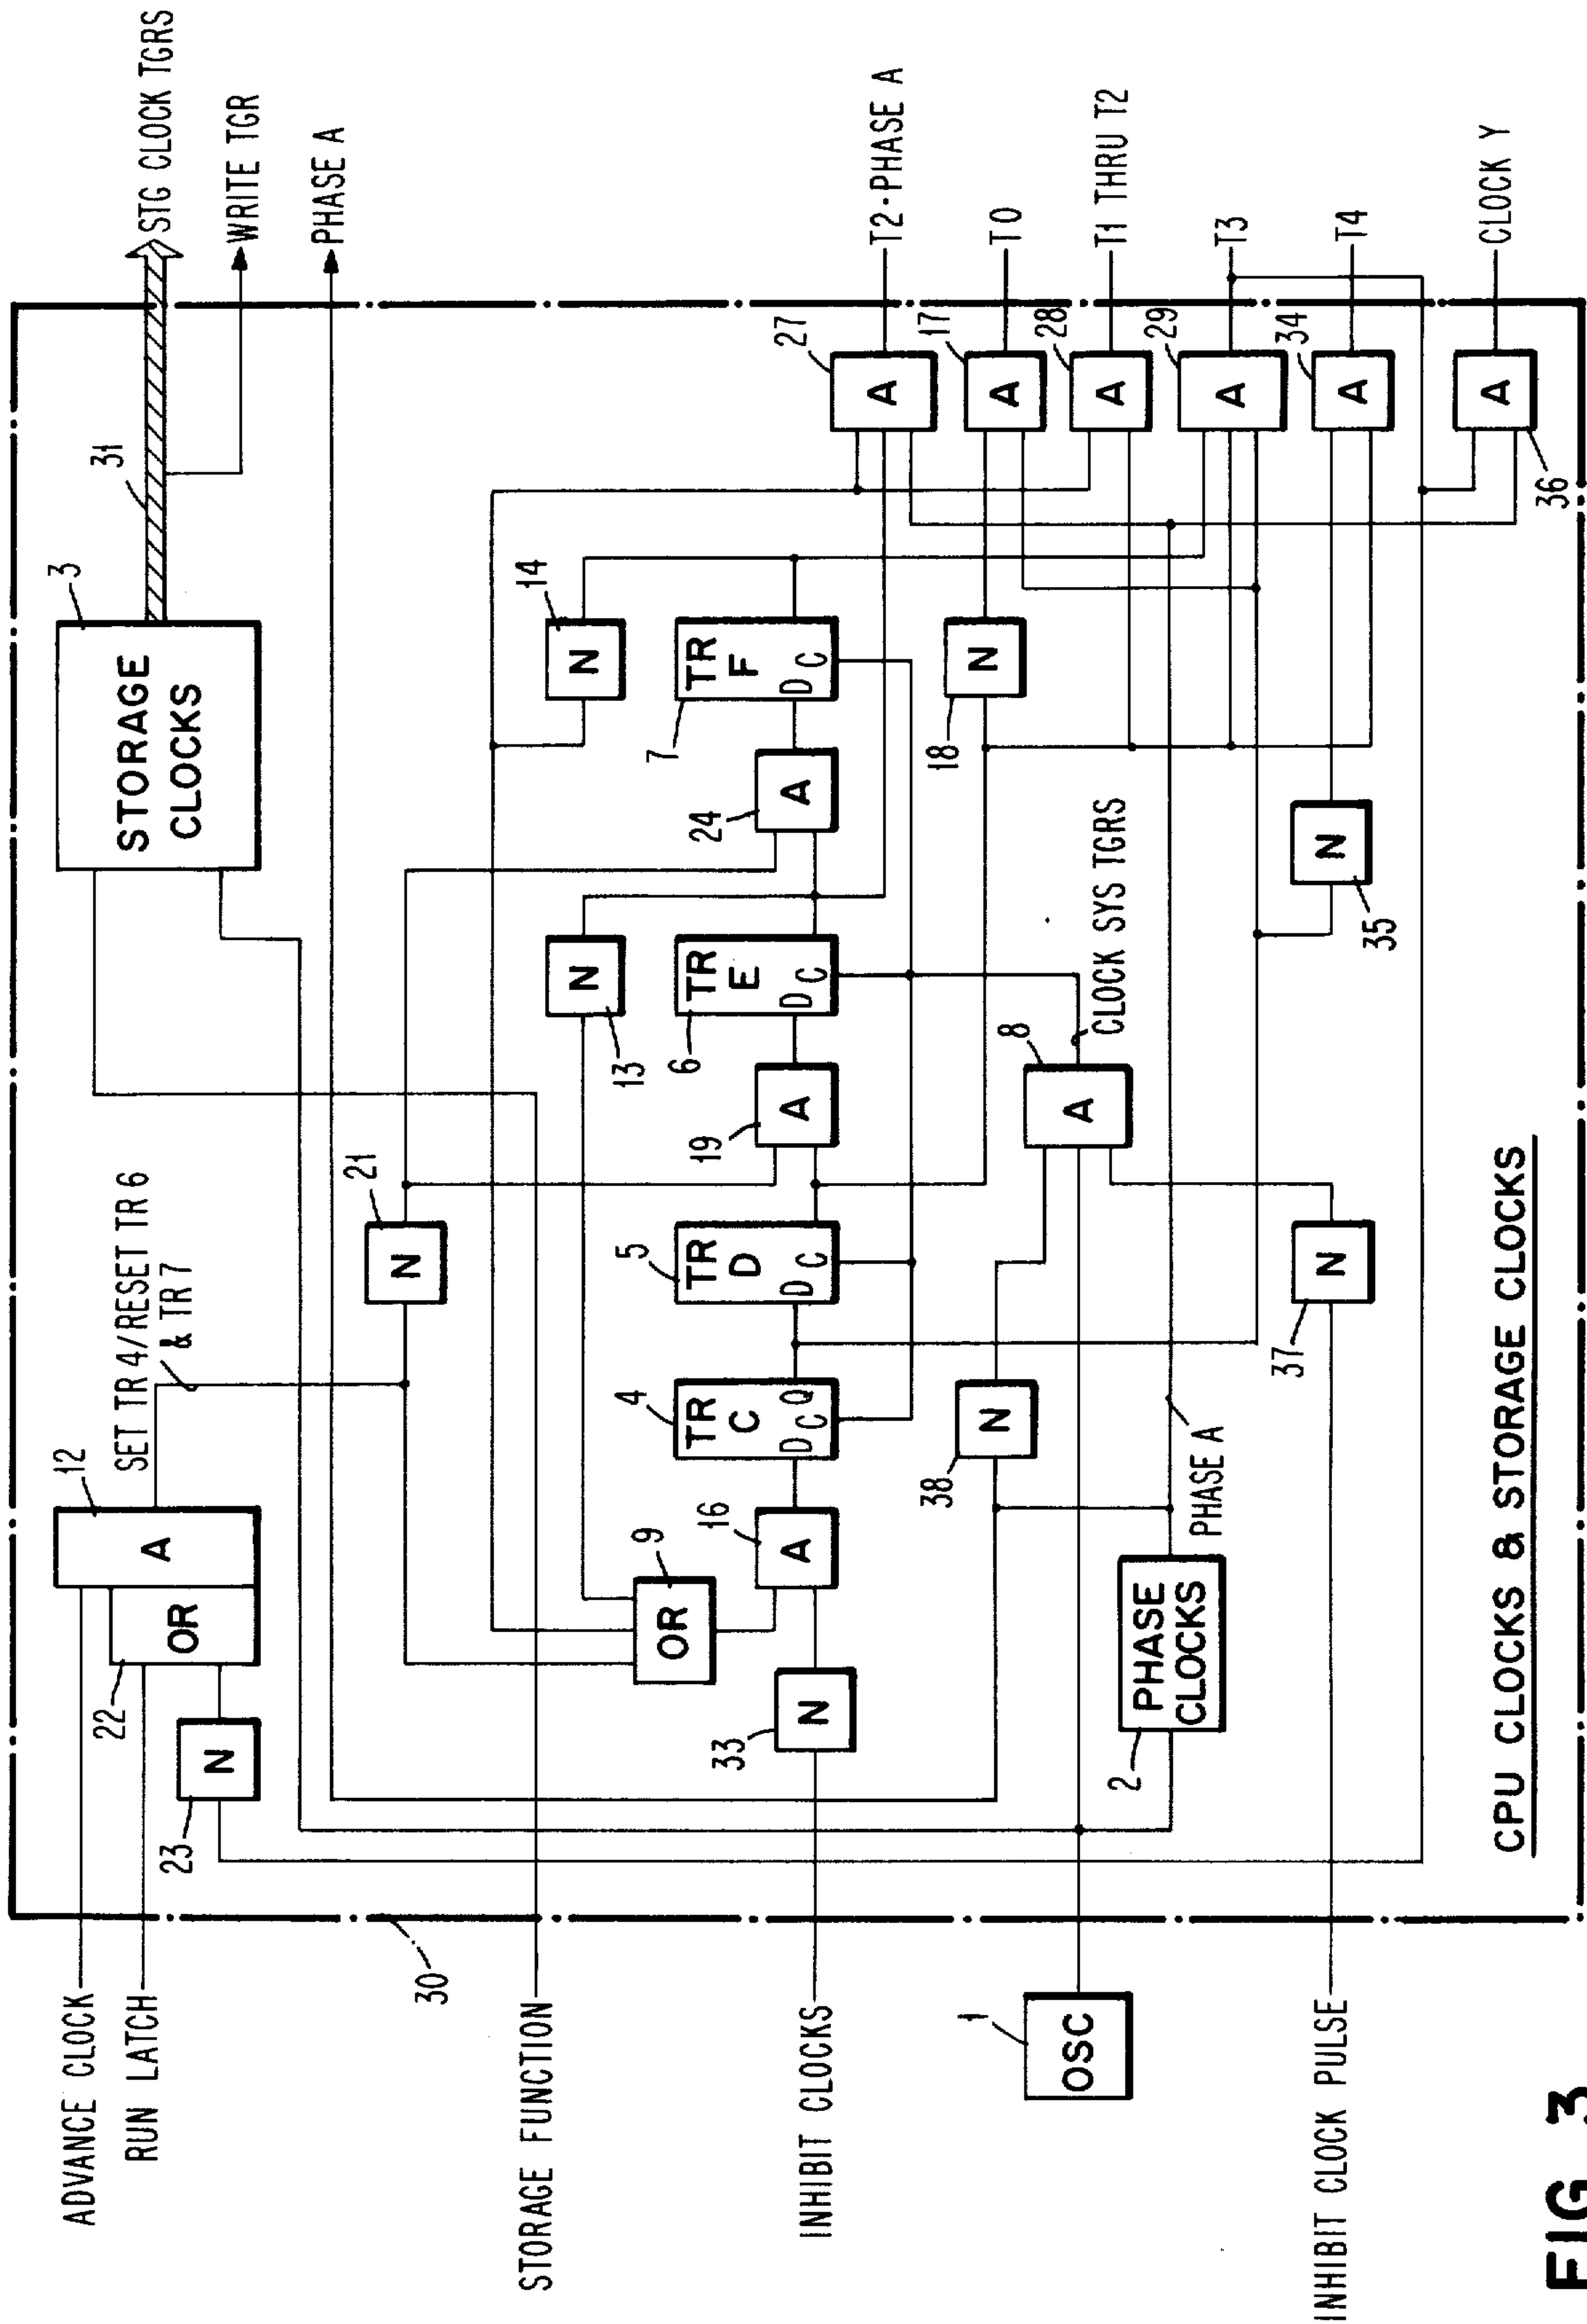 ADVANCE CLOCK
RUN LATCH
STORAGE FUNCTION
INHIBIT CLOCKS
INHIBIT CLOCK PULSE
30
1
OSC
23
N
22
OR
A
12
SET TR 4/RESET TR 6
& TR 7
21
N
3
STORAGE
CLOCKS
31
STG CLOCK TGRS
WRITE TGR
PHASE A
9
OR
33
N
16
A
4
TR
C
D
C
Q
5
TR
D
D
C
19
A
13
N
6
TR
E
D
C
24
A
14
N
7
TR
F
D
C
2
PHASE
CLOCKS
PHASE A
38
N
37
N
8
A
CLOCK SYS TGRS
18
N
35
N
27
A
T2·PHASE A
17
A
T0
28
A
T1 THRU T2
29
A
T3
34
A
T4
36
A
CLOCK Y
CPU CLOCKS & STORAGE CLOCKS
FIG 3